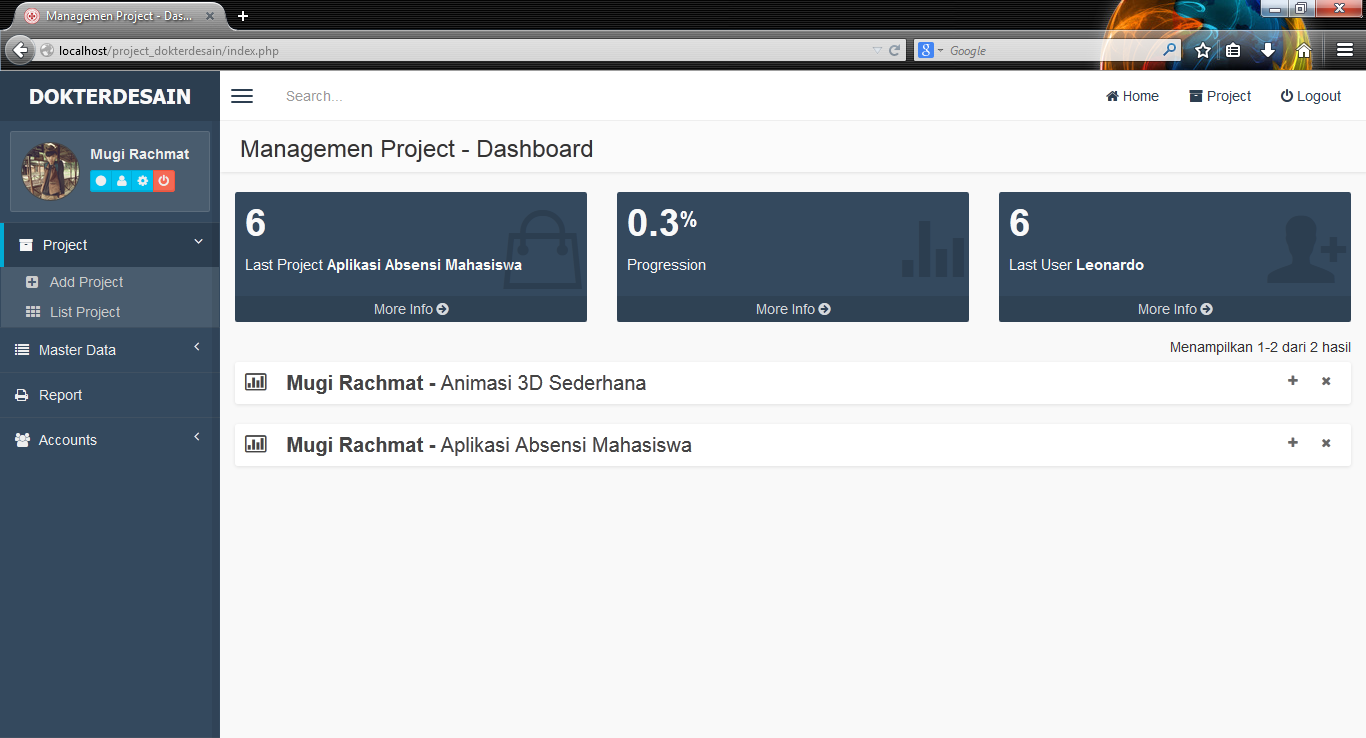 Managemen Project - Das...
localhost/project_dokterdesain/index.php
8
Google
DOKTERDESAIN
Search...
Home
Project
Logout
Mugi Rachmat
Managemen Project - Dashboard
Project
Add Project
List Project
Master Data
Report
Accounts
6
Last Project Aplikasi Absensi Mahasiswa
More Info
0.3%
Progression
More Info
6
Last User Leonardo
More Info
Menampilkan 1-2 dari 2 hasil
Mugi Rachmat - Animasi 3D Sederhana
Mugi Rachmat - Aplikasi Absensi Mahasiswa